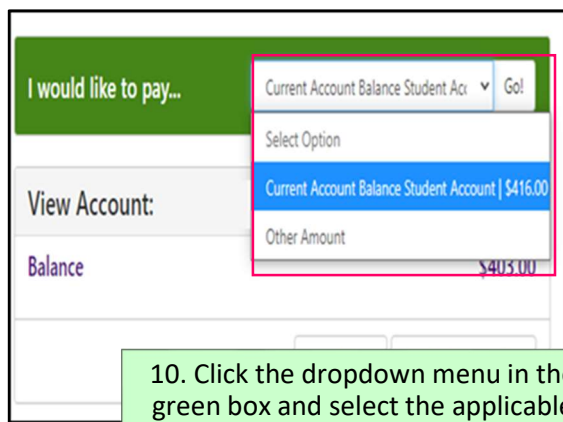 I would like to pay...
Current Account Balance Student Acc
Go!
Select Option
Current Account Balance Student Account | $416.00
Other Amount
View Account:
Balance
$403.00
10. Click the dropdown menu in the
green box and select the applicable